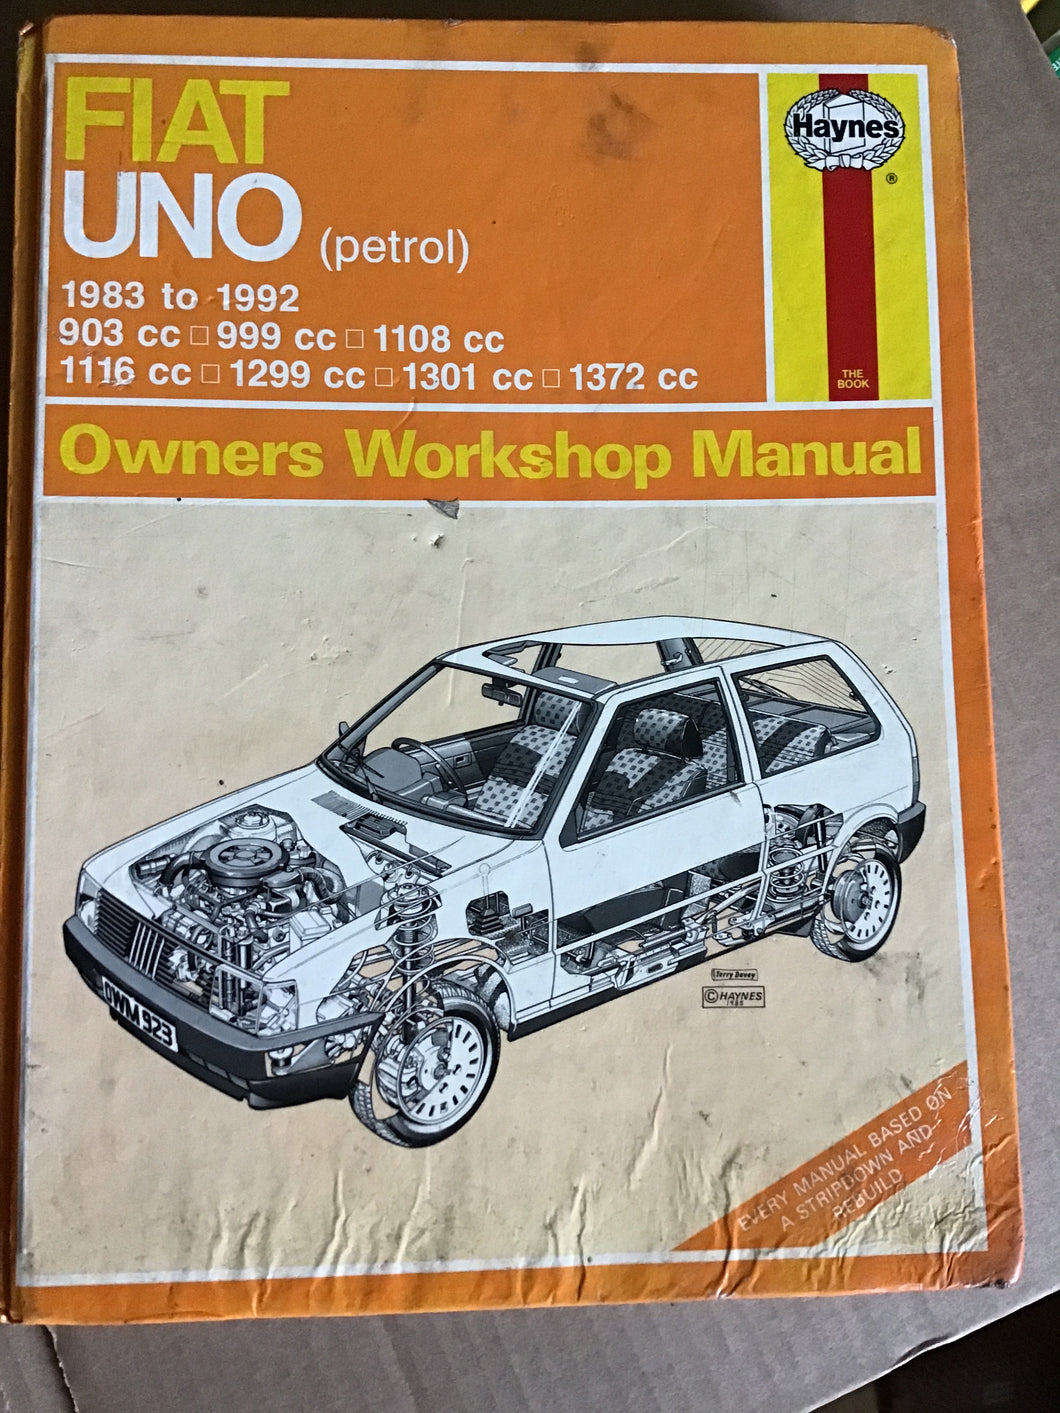 FIAT
UNO (petrol)
1983 to 1992
903 cc □ 999 cc □ 1108 cc
1116 cc □ 1299 cc □ 1301 cc □ 1372 cc
Haynes
®
THE
BOOK
Owners Workshop Manual
OWM 923
Terry Davey
© HAYNES
1985
EVERY MANUAL BASED ON
A STRIPDOWN AND
REBUILD